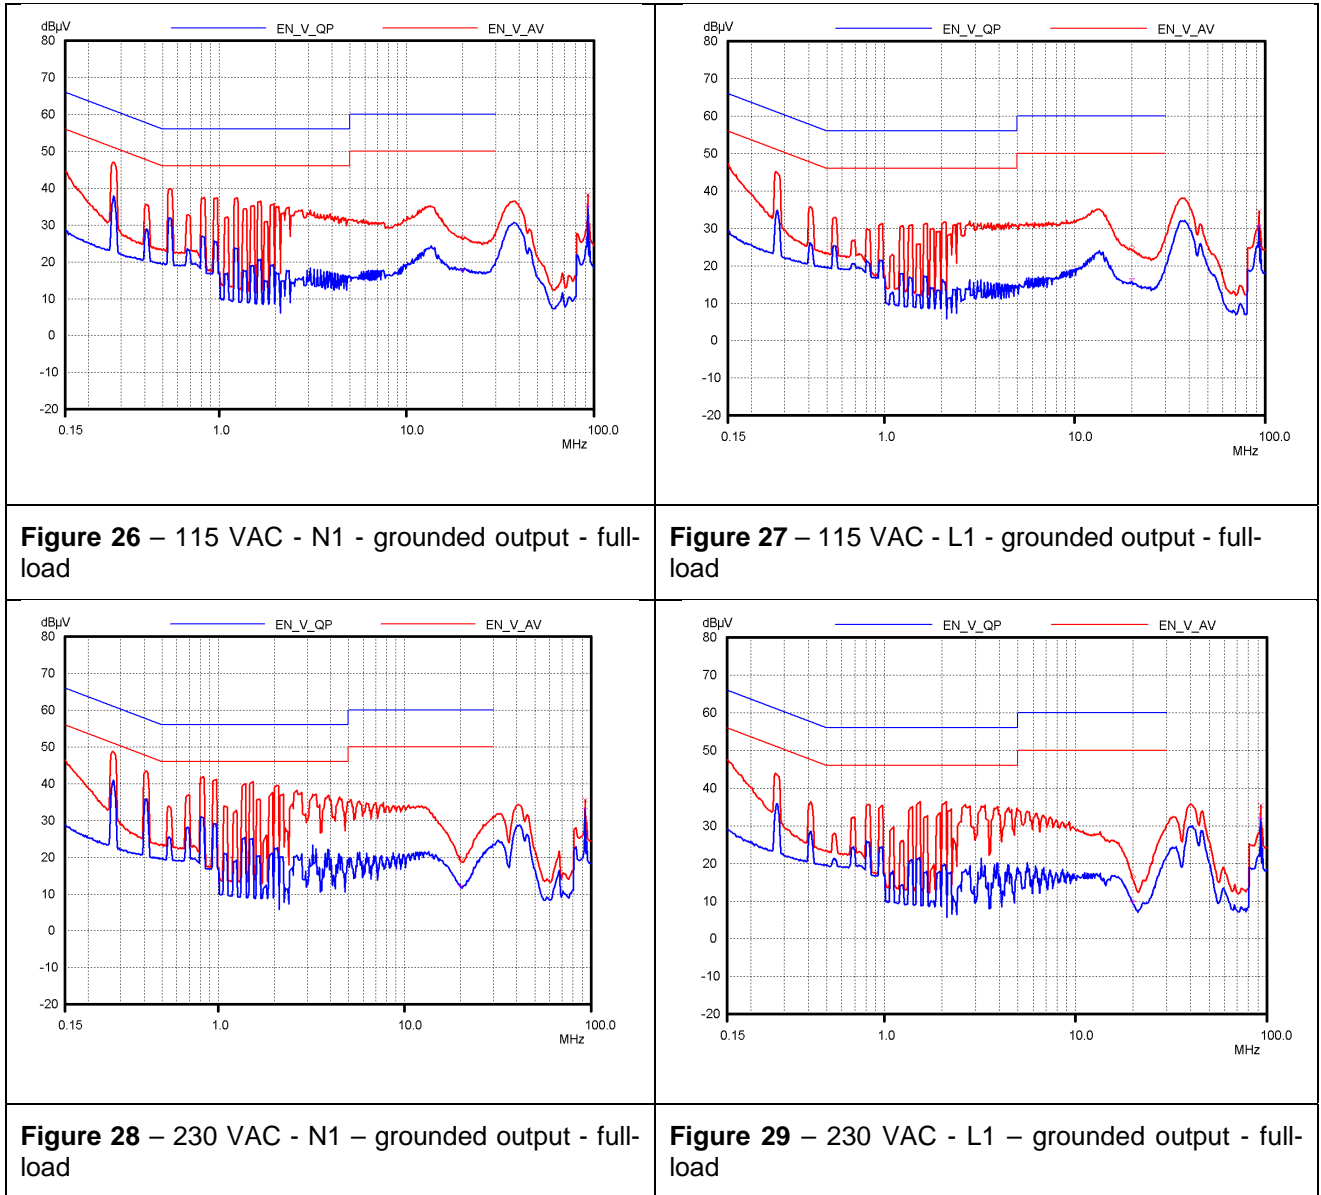 dBµV
EN_V_QP
EN_V_AV
80
70
60
50
40
30
20
10
0
-10
-20
0.15
1.0
10.0
100.0
MHz
Figure 26 – 115 VAC - N1 - grounded output - full-
load
dBµV
EN_V_QP
EN_V_AV
80
70
60
50
40
30
20
10
0
-10
-20
0.15
1.0
10.0
100.0
MHz
Figure 27 – 115 VAC - L1 - grounded output - full-
load
dBµV
EN_V_QP
EN_V_AV
80
70
60
50
40
30
20
10
0
-10
-20
0.15
1.0
10.0
100.0
MHz
Figure 28 – 230 VAC - N1 – grounded output - full-
load
dBµV
EN_V_QP
EN_V_AV
80
70
60
50
40
30
20
10
0
-10
-20
0.15
1.0
10.0
100.0
MHz
Figure 29 – 230 VAC - L1 – grounded output - full-
load